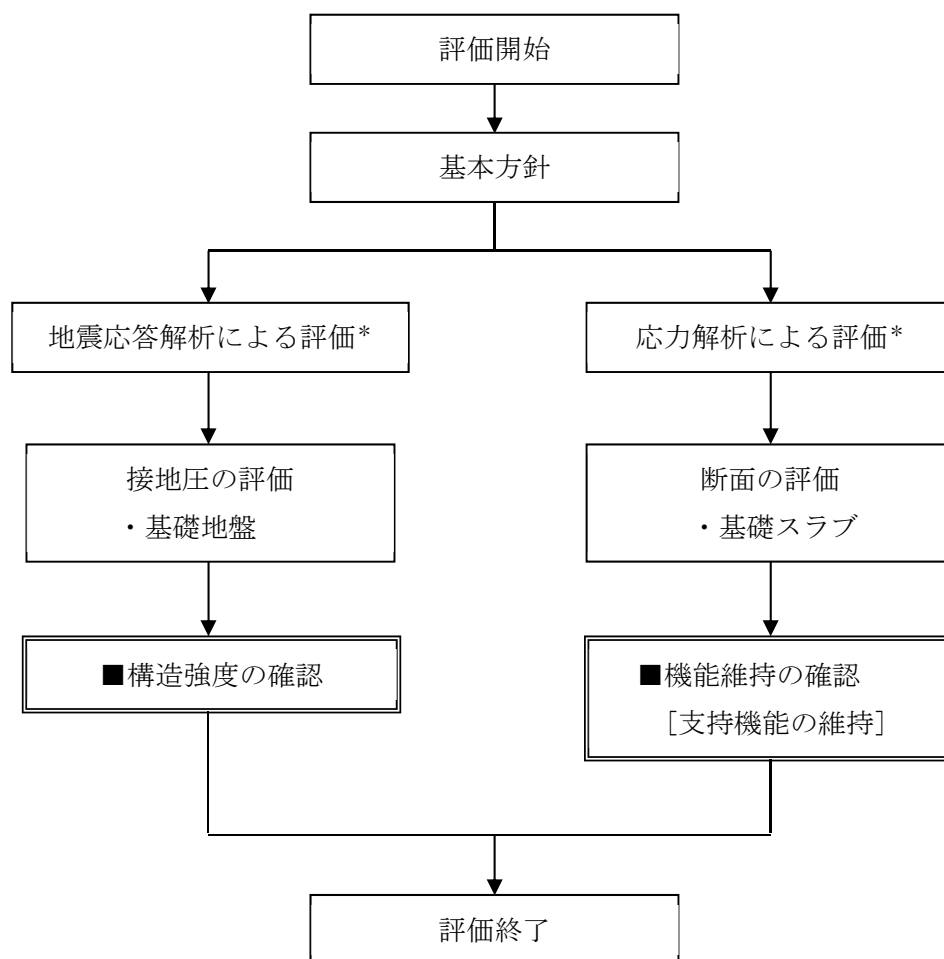 評価開始
基本方針
地震応答解析による評価*
応力解析による評価*
接地圧の評価
・基礎地盤
断面の評価
・基礎スラブ
■構造強度の確認
■機能維持の確認
［支持機能の維持］
評価終了